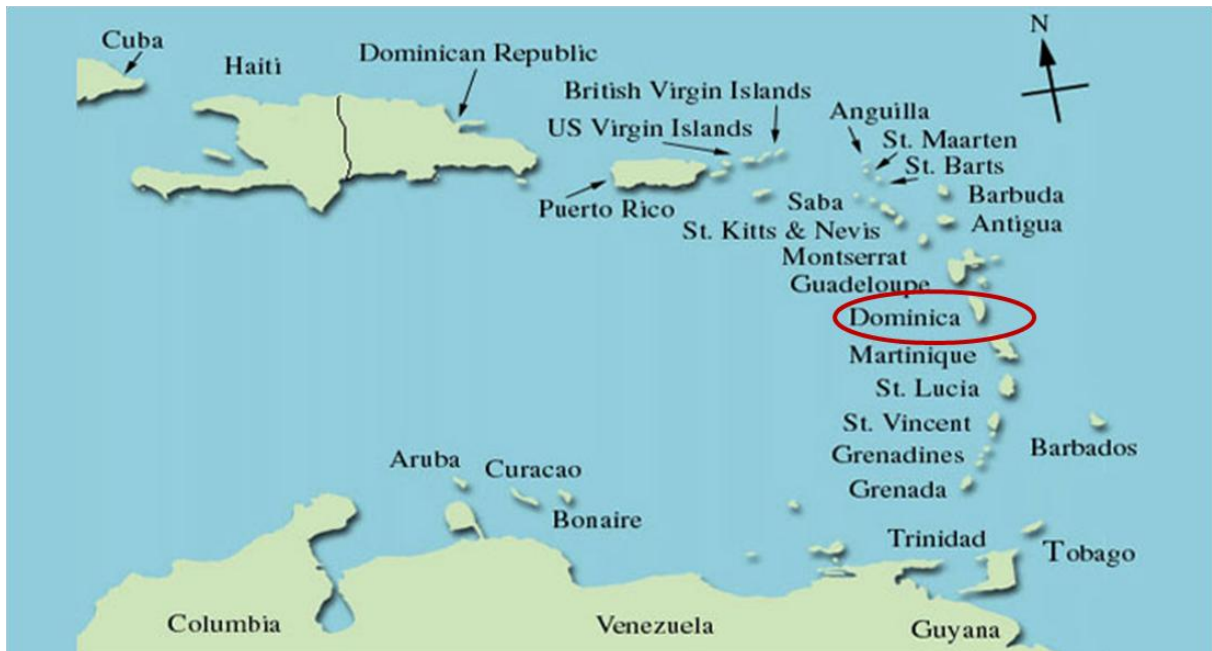 N
Cuba
Haiti
Dominican Republic
British Virgin Islands
US Virgin Islands
Anguilla
St. Maarten
St. Barts
Puerto Rico
Saba
Barbuda
St. Kitts & Nevis
Antigua
Montserrat
Guadeloupe
Dominica
Martinique
St. Lucia
St. Vincent
Barbados
Grenadines
Grenada
Aruba
Curacao
Bonaire
Trinidad
Tobago
Columbia
Venezuela
Guyana